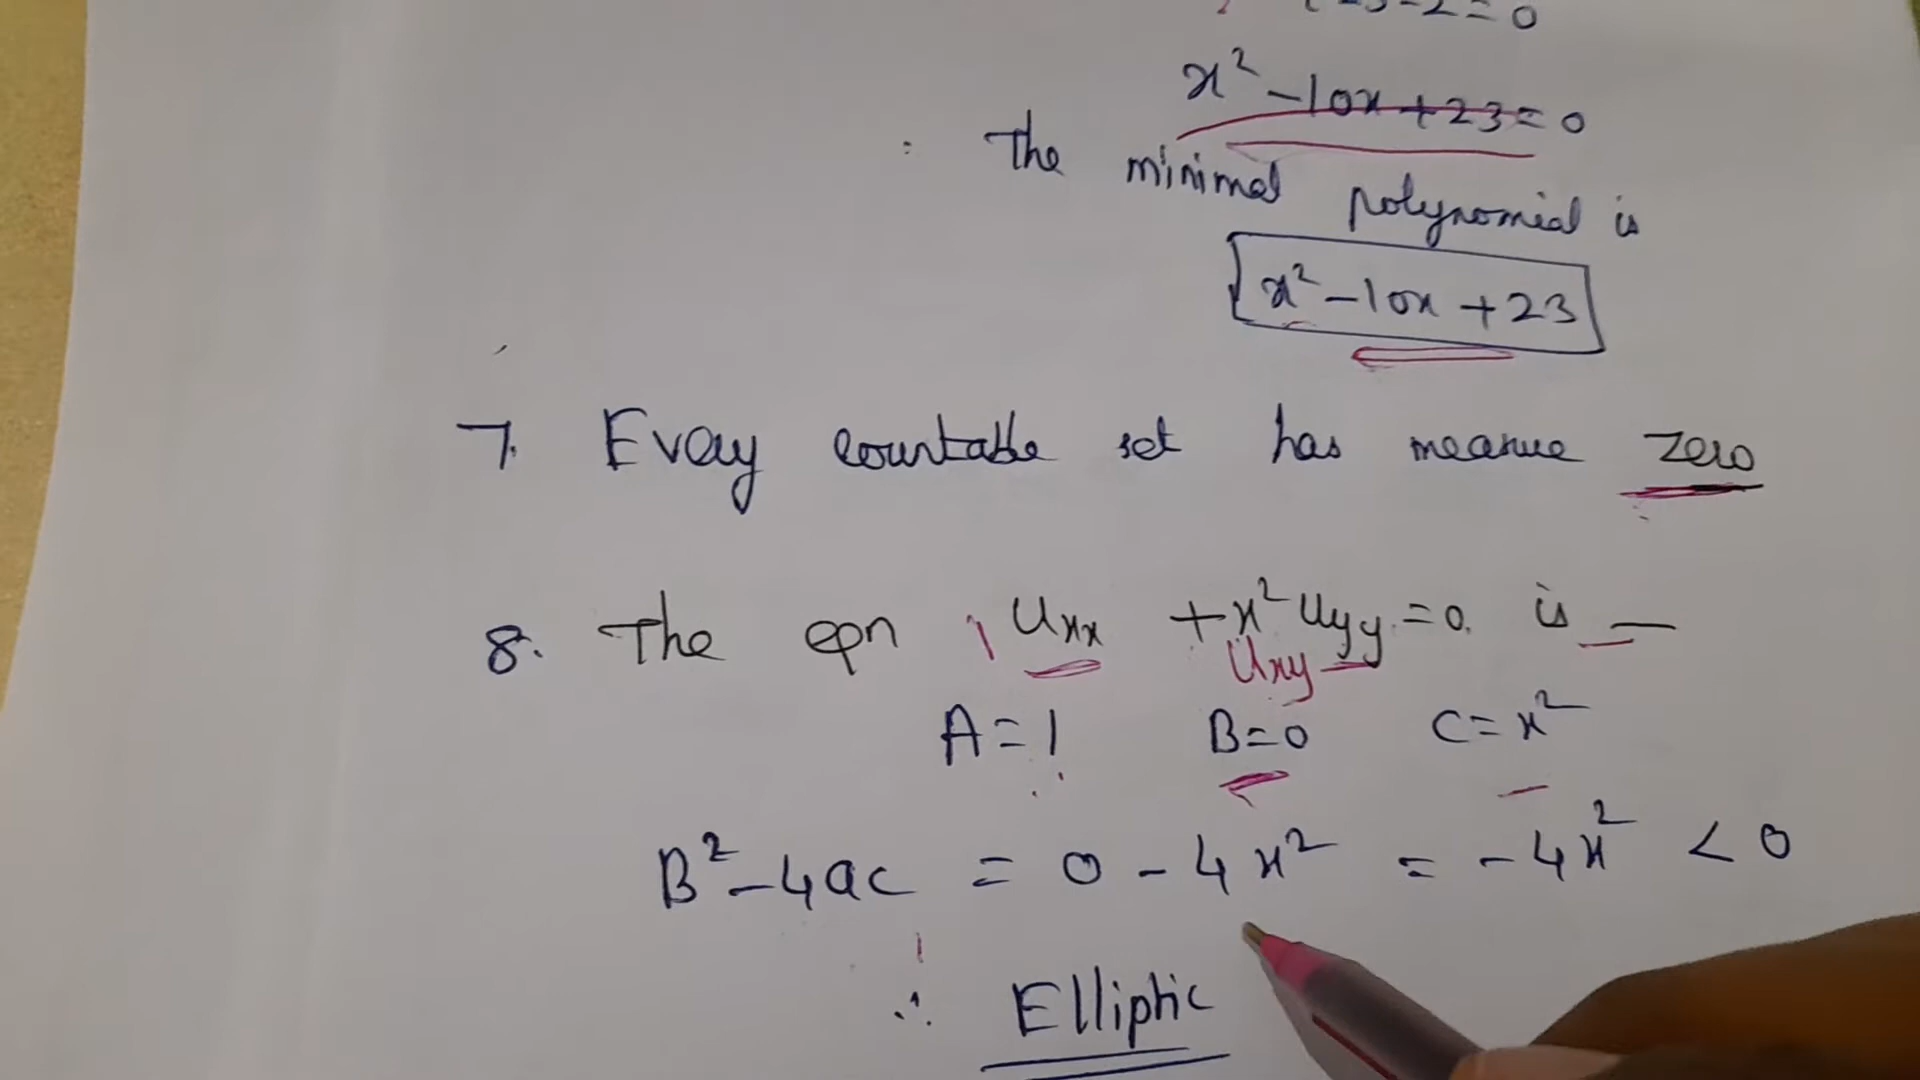 x² - 10x + 23 = 0
The minimal polynomial is
x² - 10x + 23
7. Every countable set has measure zero
8. The eqn 1 Uxx + x² Uyy = 0. is —
Uxy
A = 1 B = 0 C = x²
B² - 4ac = 0 - 4x² = -4x² < 0
∴ Elliptic